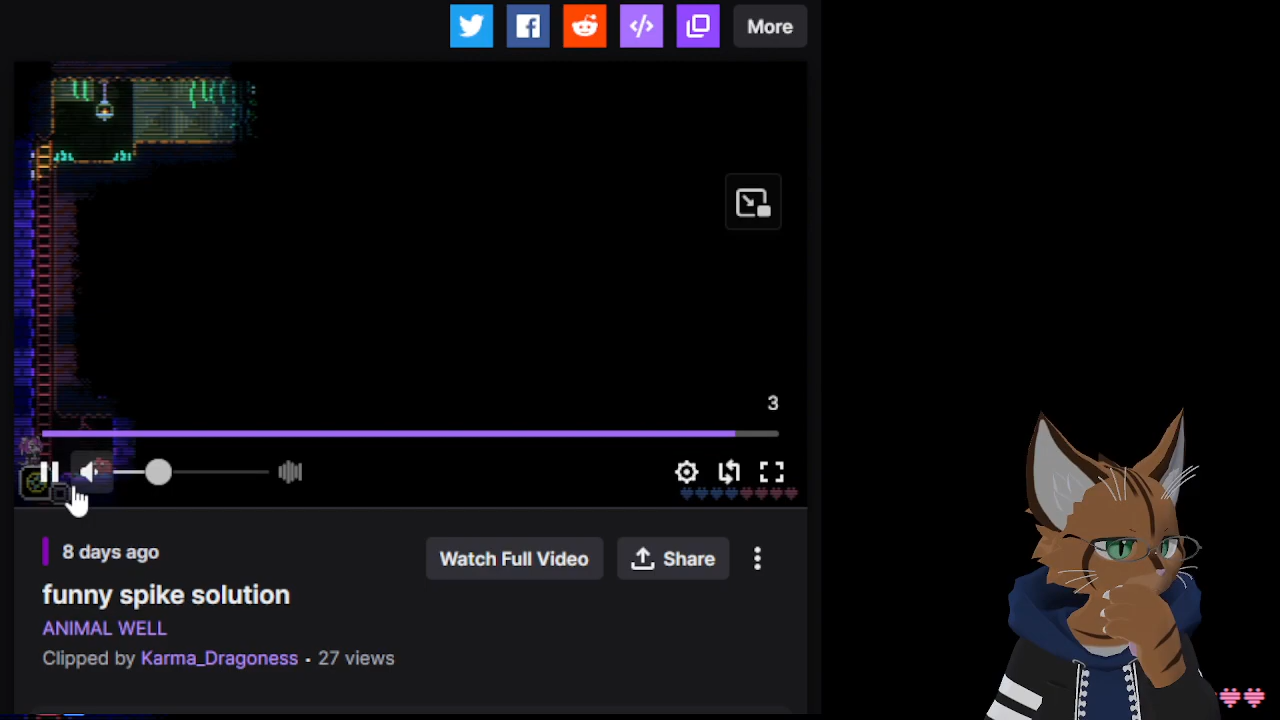 More
3
8 days ago
Watch Full Video
Share
funny spike solution
ANIMAL WELL
Clipped by Karma_Dragoness • 27 views